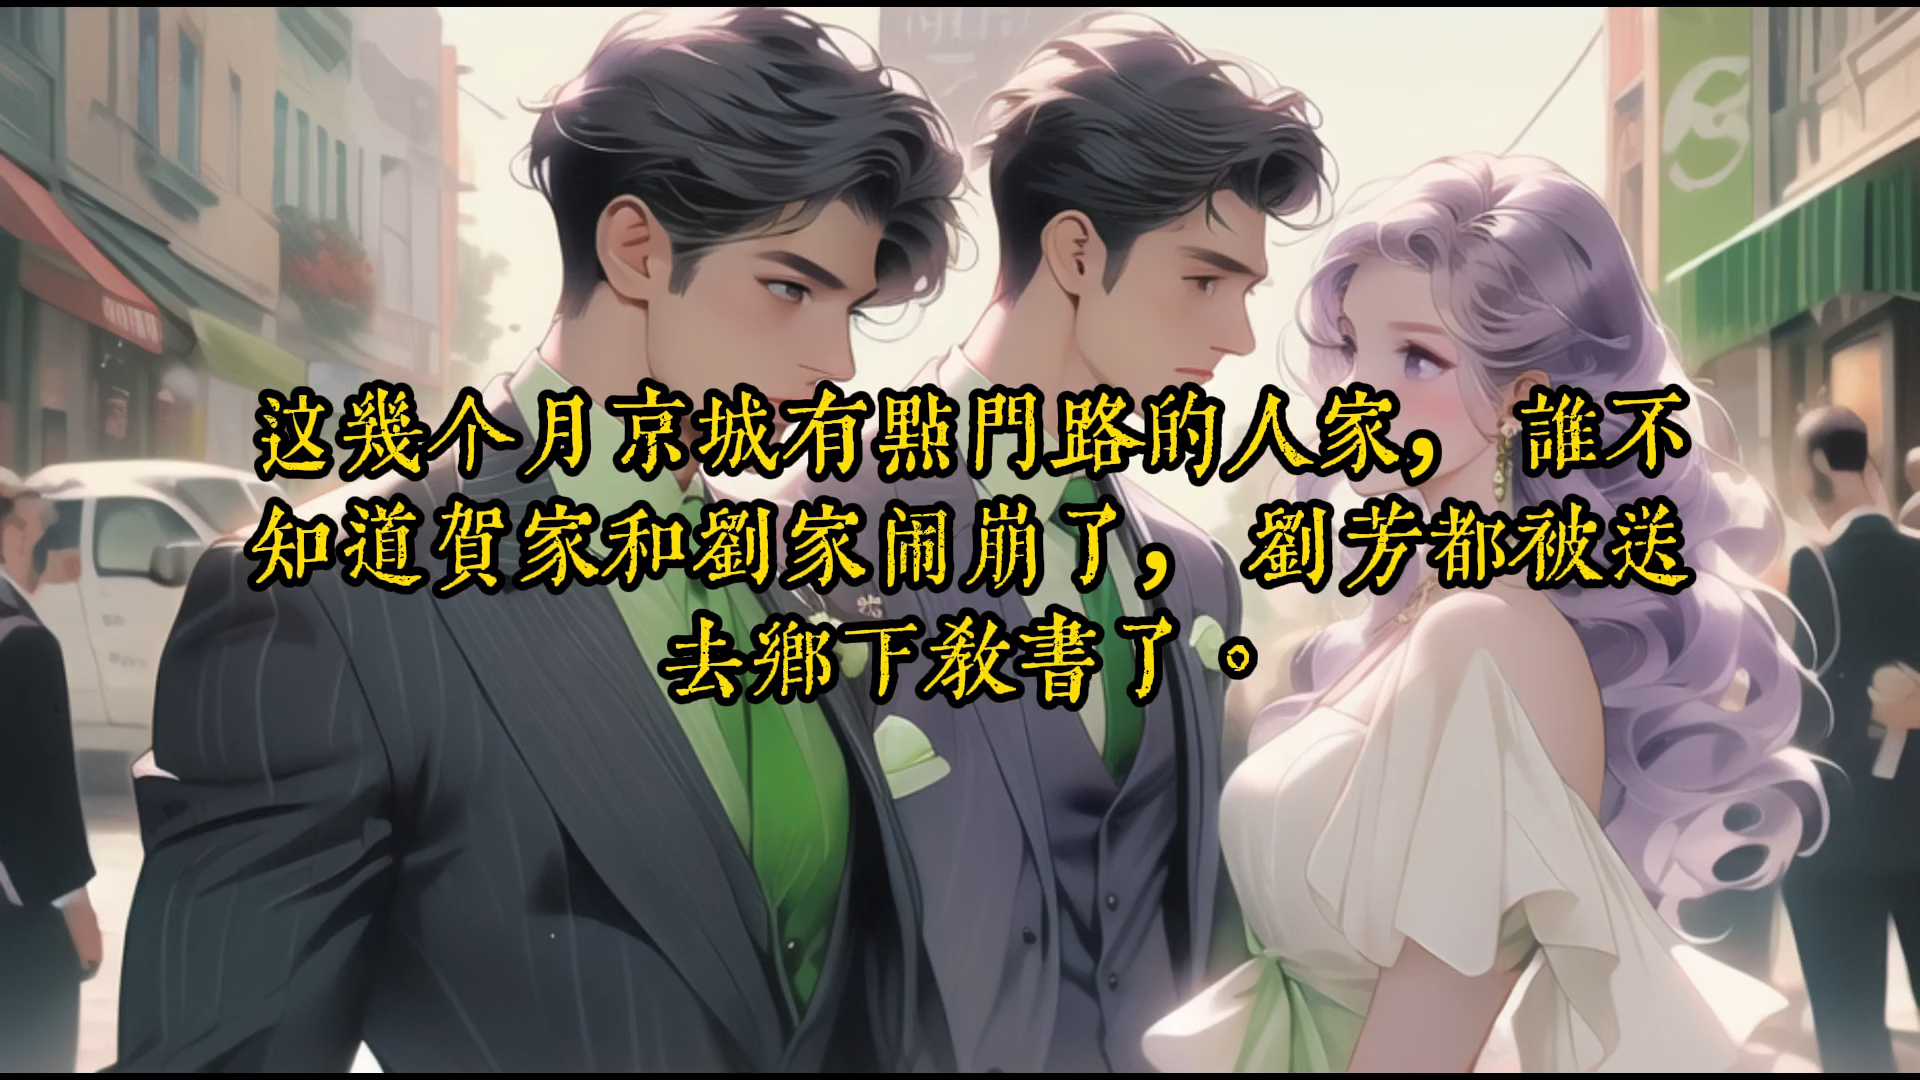 这幾个月京城有點門路的人家，誰不
知道賀家和劉家闹崩了，劉芳都被送
去鄉下教書了。